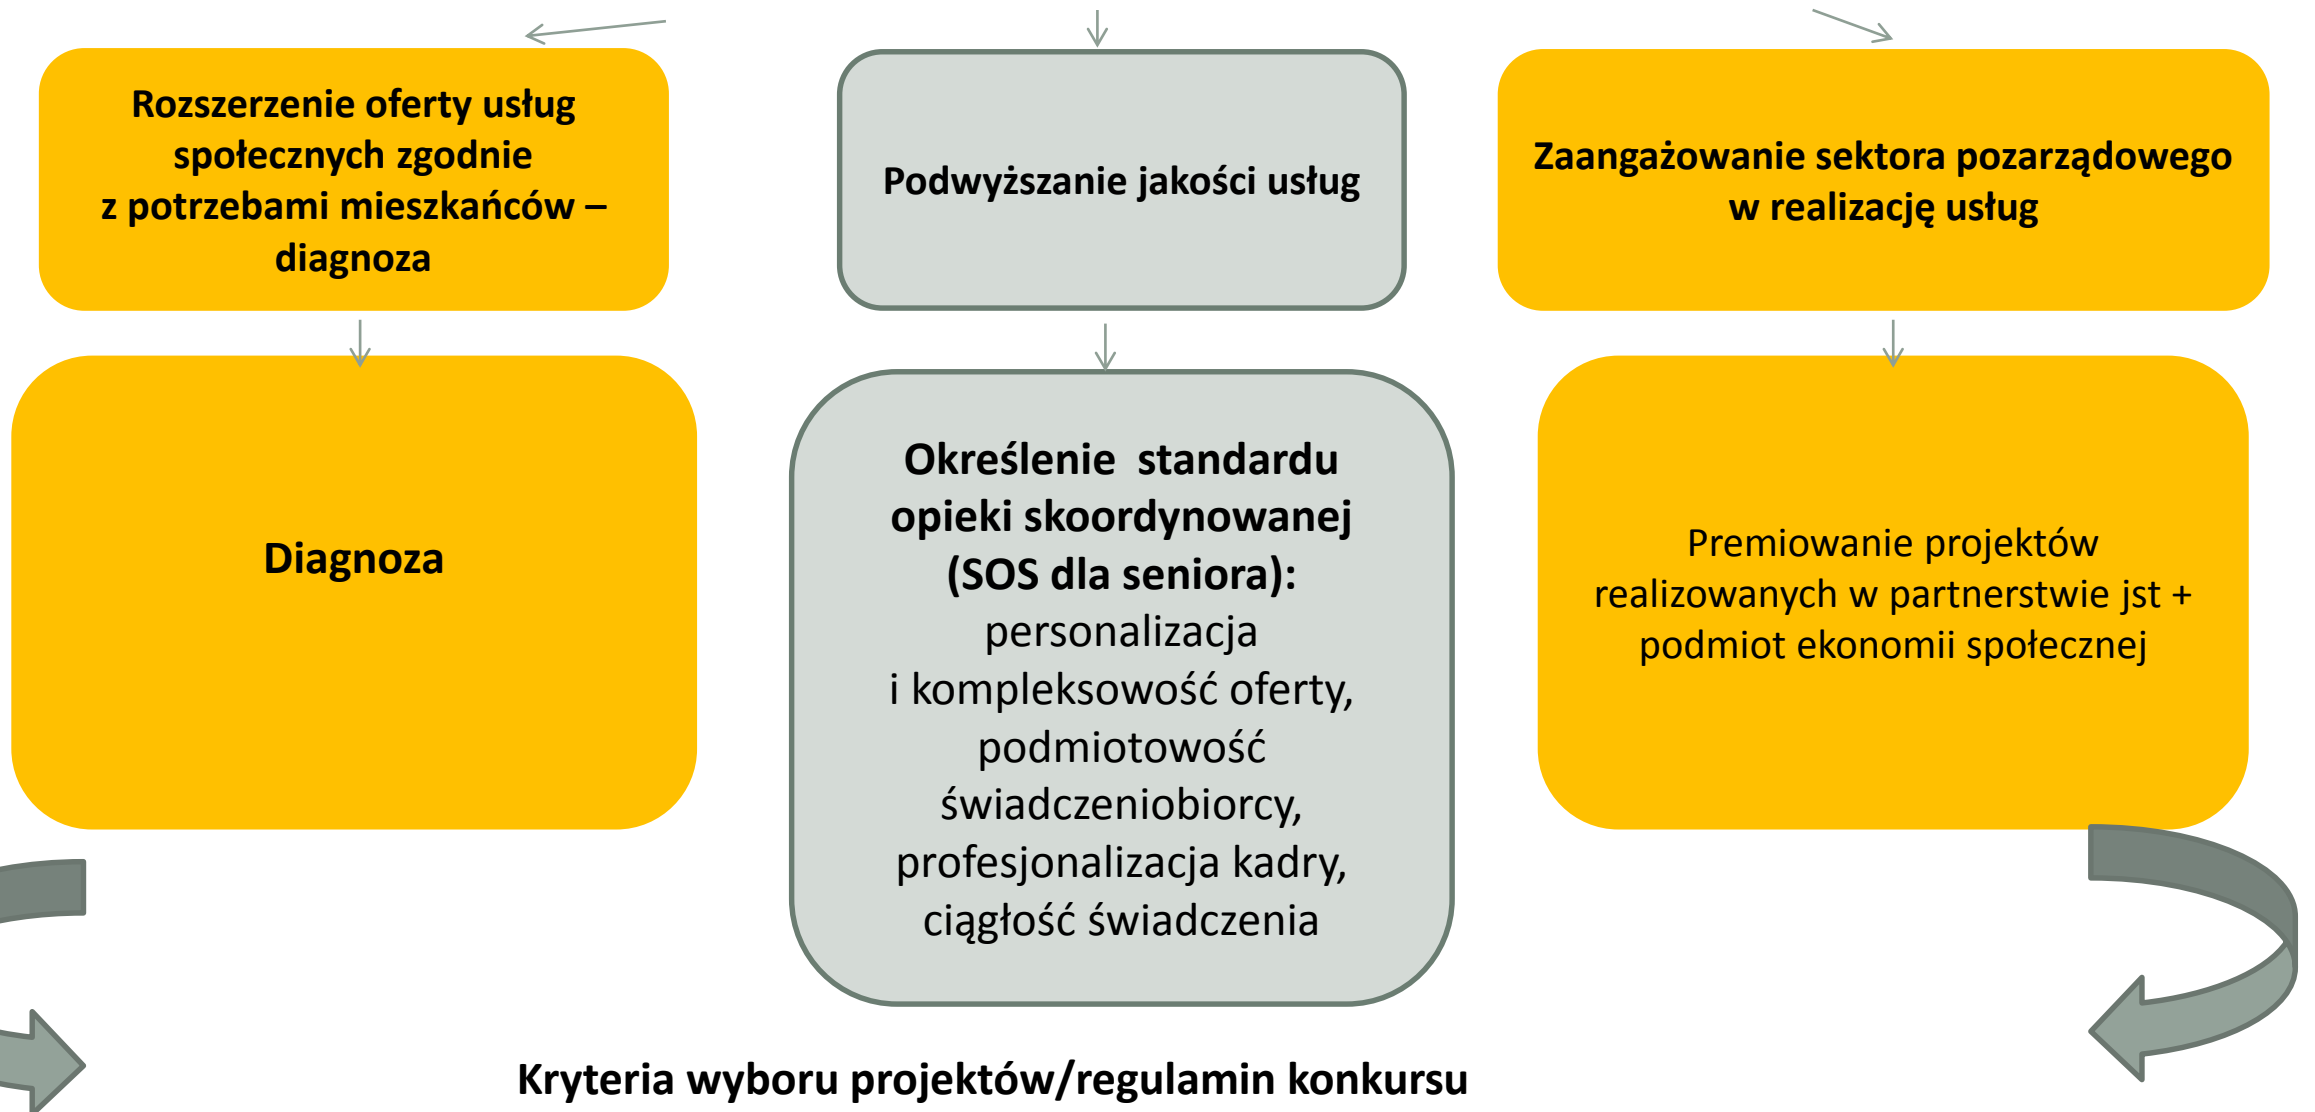 Rozszerzenie oferty usług
społecznych zgodnie
z potrzebami mieszkańców –
diagnoza
Podwyższanie jakości usług
Zaangażowanie sektora pozarządowego
w realizację usług
Diagnoza
Określenie standardu
opieki skoordynowanej
(SOS dla seniora):
personalizacja
i kompleksowość oferty,
podmiotowość
świadczeniobiorcy,
profesjonalizacja kadry,
ciągłość świadczenia
Premiowanie projektów
realizowanych w partnerstwie jst +
podmiot ekonomii społecznej
Kryteria wyboru projektów/regulamin konkursu